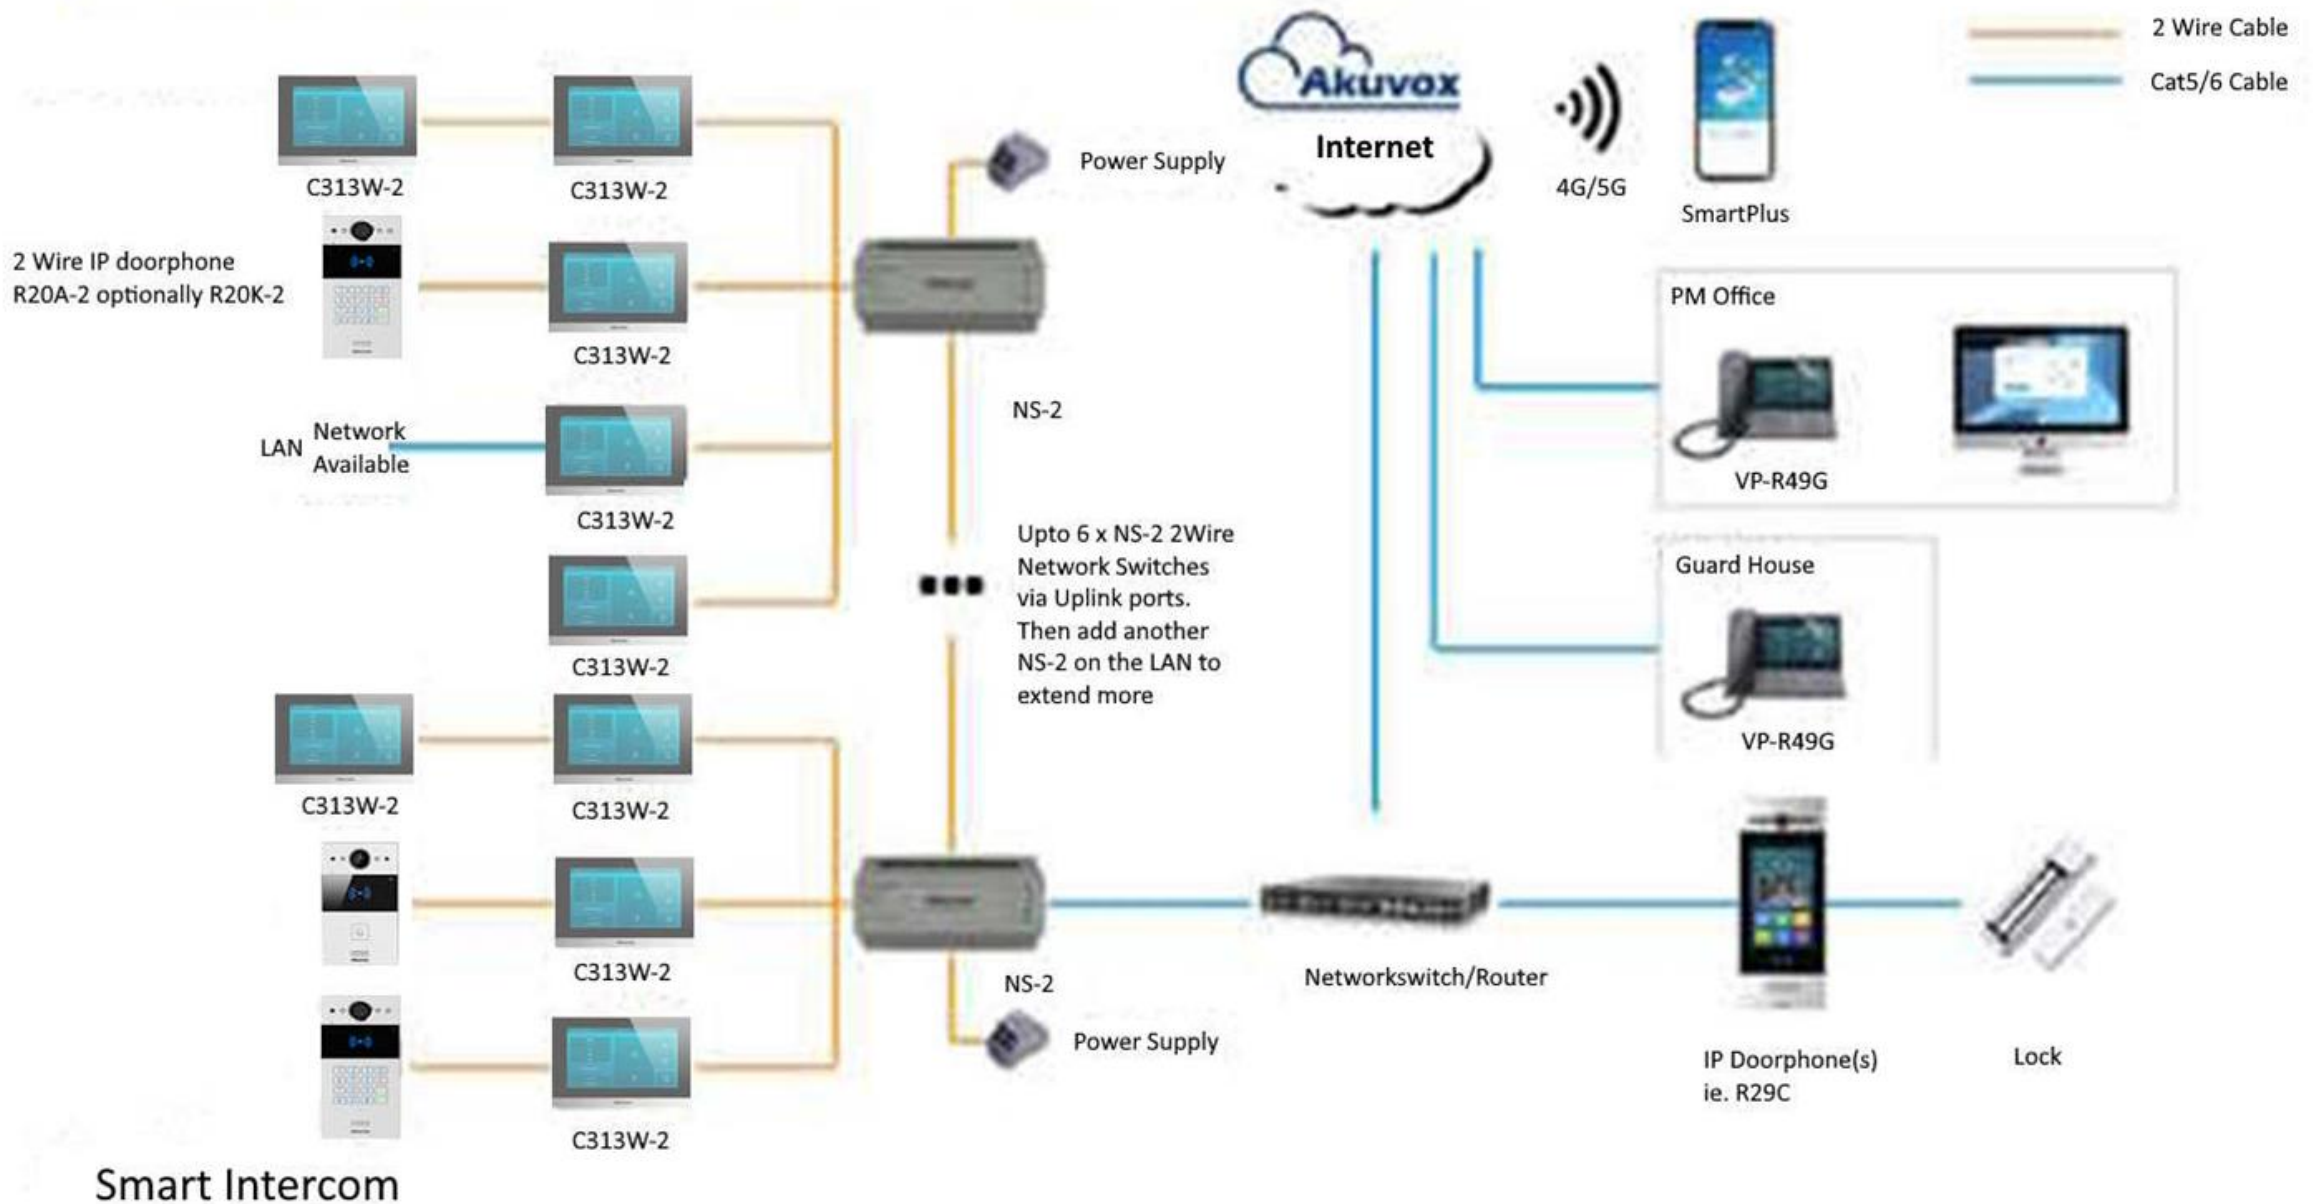 2 Wire Cable
Cat5/6 Cable
Akuvox
Internet
4G/5G
SmartPlus
Power Supply
C313W-2
C313W-2
2 Wire IP doorphone
R20A-2 optionally R20K-2
C313W-2
PM Office
VP-R49G
NS-2
LAN
Network
Available
C313W-2
Upto 6 x NS-2 2Wire
Network Switches
via Uplink ports.
Then add another
NS-2 on the LAN to
extend more
Guard House
VP-R49G
C313W-2
C313W-2
C313W-2
C313W-2
NS-2
Networkswitch/Router
Power Supply
IP Doorphone(s)
ie. R29C
Lock
C313W-2
Smart Intercom